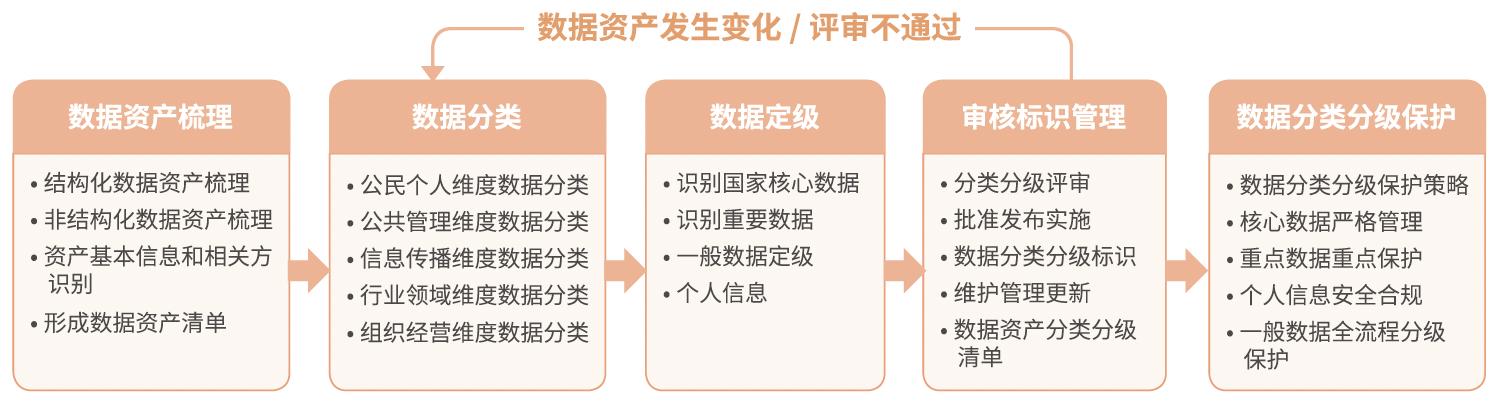 数据资产发生变化 / 评审不通过
数据资产梳理
• 结构化数据资产梳理
• 非结构化数据资产梳理
• 资产基本信息和相关方
识别
• 形成数据资产清单
数据分类
• 公民个人维度数据分类
• 公共管理维度数据分类
• 信息传播维度数据分类
• 行业领域维度数据分类
• 组织经营维度数据分类
数据定级
• 识别国家核心数据
• 识别重要数据
• 一般数据定级
• 个人信息
审核标识管理
• 分类分级评审
• 批准发布实施
• 数据分类分级标识
• 维护管理更新
• 数据资产分类分级
清单
数据分类分级保护
• 数据分类分级保护策略
• 核心数据严格管理
• 重点数据重点保护
• 个人信息安全合规
• 一般数据全流程分级
保护